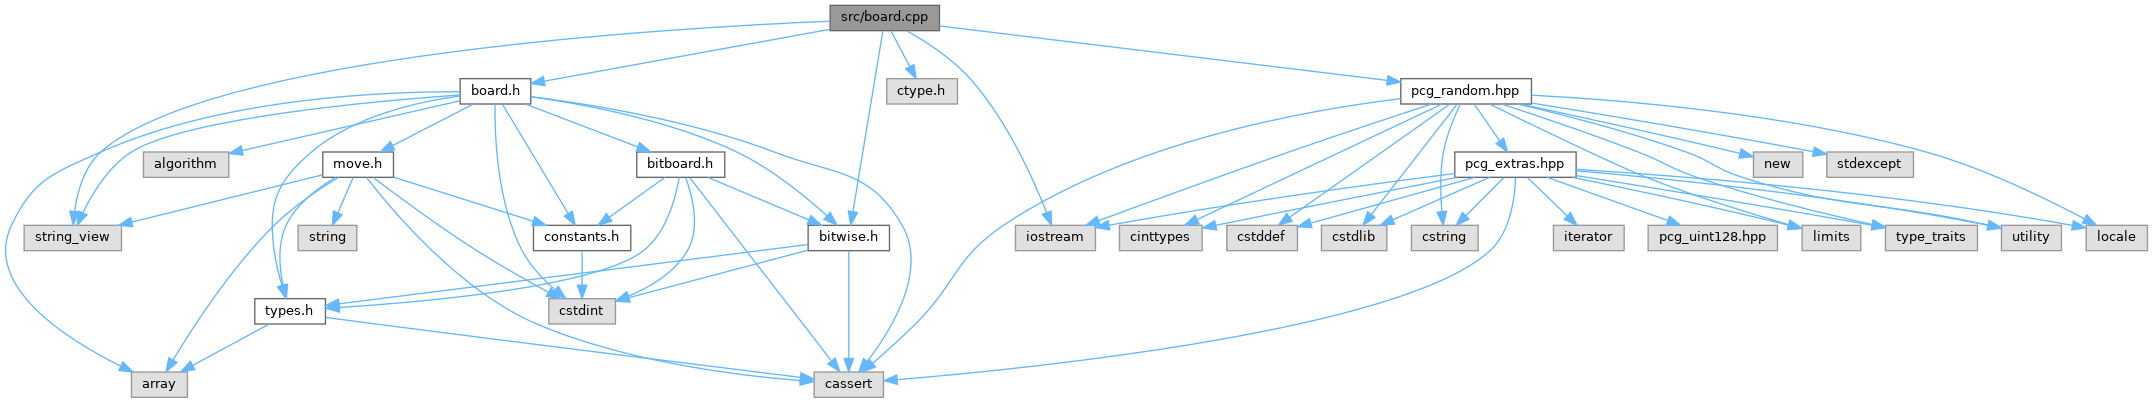 src/board.cpp
board.h
ctype.h
pcg_random.hpp
algorithm
move.h
bitboard.h
pcg_extras.hpp
new
stdexcept
string_view
string
constants.h
bitwise.h
iostream
cinttypes
cstddef
cstdlib
cstring
iterator
pcg_uint128.hpp
limits
type_traits
utility
locale
types.h
cstdint
array
cassert